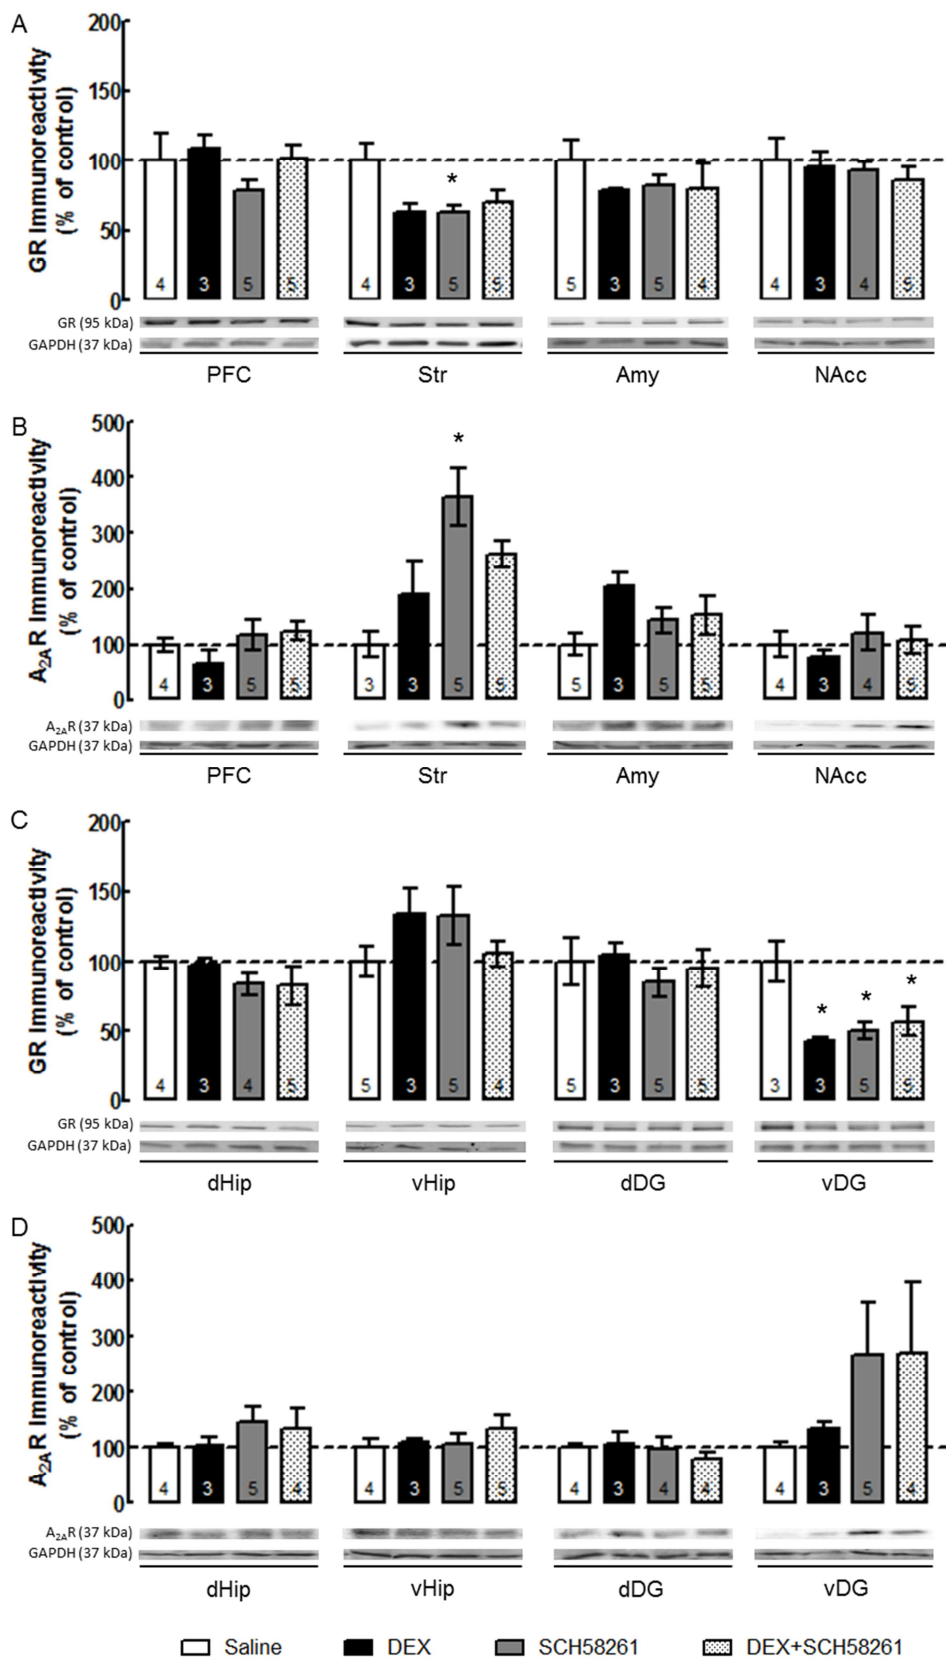 A
GR Immunoreactivity
(% of control)
200
150
100
50
0
*
4 3 5 5 4 3 5 5 5 3 5 4 4 3 5 5
GR (95 kDa)
GAPDH (37 kDa)
PFC Str Amy NAcc
B
A2AR Immunoreactivity
(% of control)
500
400
300
200
100
0
*
4 3 5 5 3 3 5 5 5 3 5 5 4 3 4 5
A2AR (37 kDa)
GAPDH (37 kDa)
PFC Str Amy NAcc
C
GR Immunoreactivity
(% of control)
200
150
100
50
0
* * *
4 3 4 5 5 3 5 4 5 3 5 5 3 3 5 5
GR (95 kDa)
GAPDH (37 kDa)
dHip vHip dDG vDG
D
A2AR Immunoreactivity
(% of control)
500
400
300
200
100
0
4 3 5 4 4 3 5 5 4 3 4 4 4 3 5 4
A2AR (37 kDa)
GAPDH (37 kDa)
dHip vHip dDG vDG
Saline DEX SCH58261 DEX+SCH58261